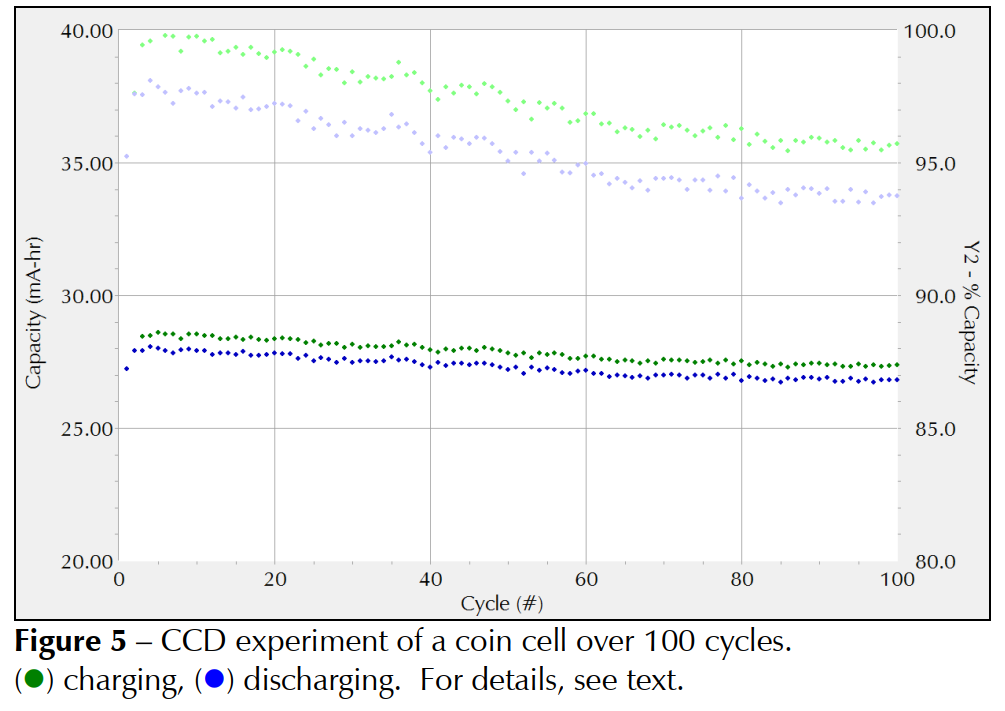 40.00
35.00
30.00
25.00
20.00
Capacity (mA-hr)
100.0
95.0
90.0
85.0
80.0
Y2 - % Capacity
0 20 40 60 80 100
Cycle (#)
Figure 5 – CCD experiment of a coin cell over 100 cycles.
(●) charging, (●) discharging. For details, see text.